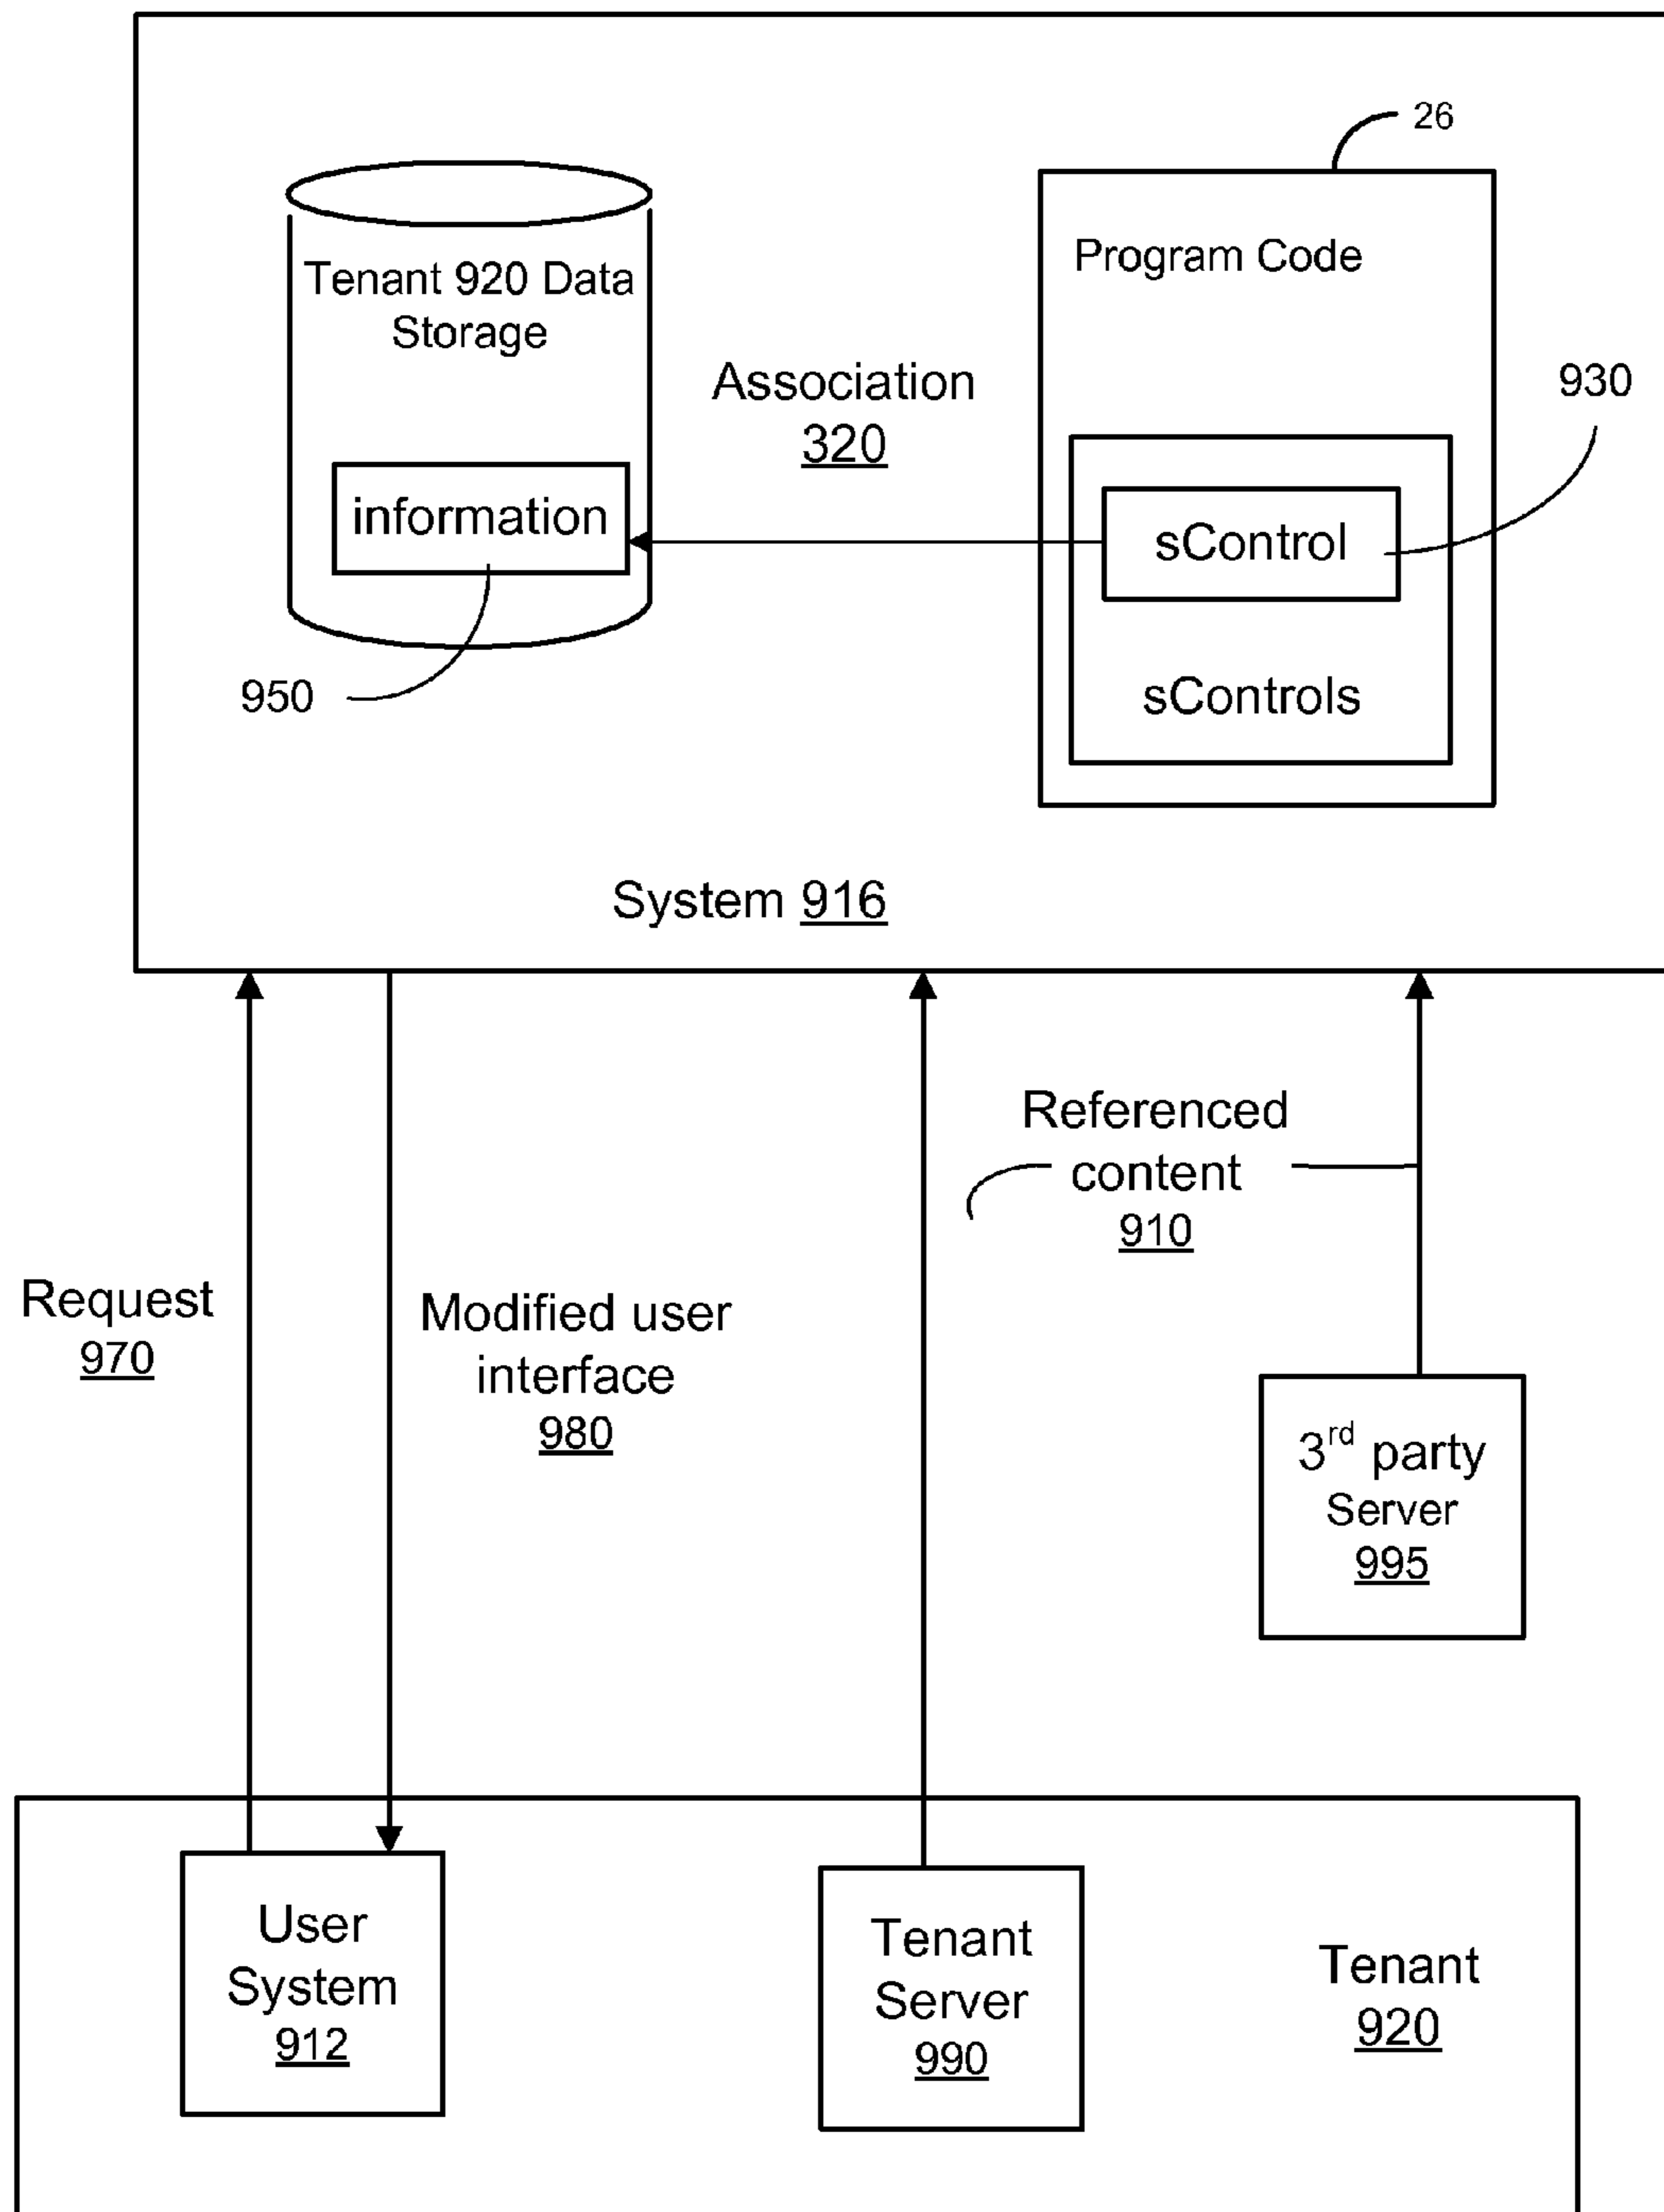 26
Program Code
Tenant 920 Data
Storage
Association
320
930
information
sControl
950
sControls
System 916
Referenced
content
910
Request
970
Modified user
interface
980
3rd party
Server
995
User
System
912
Tenant
Server
990
Tenant
920